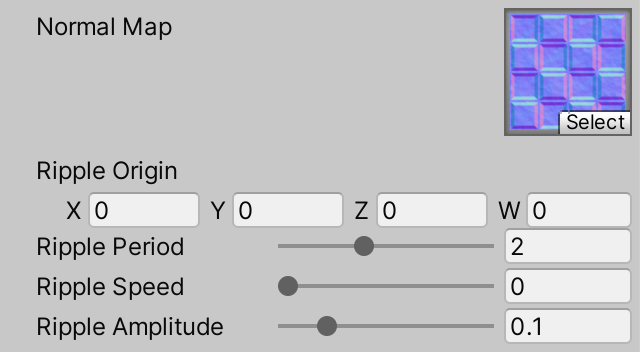 Normal Map
Select
Ripple Origin
X 0 Y 0 Z 0 W 0
Ripple Period 2
Ripple Speed 0
Ripple Amplitude 0.1